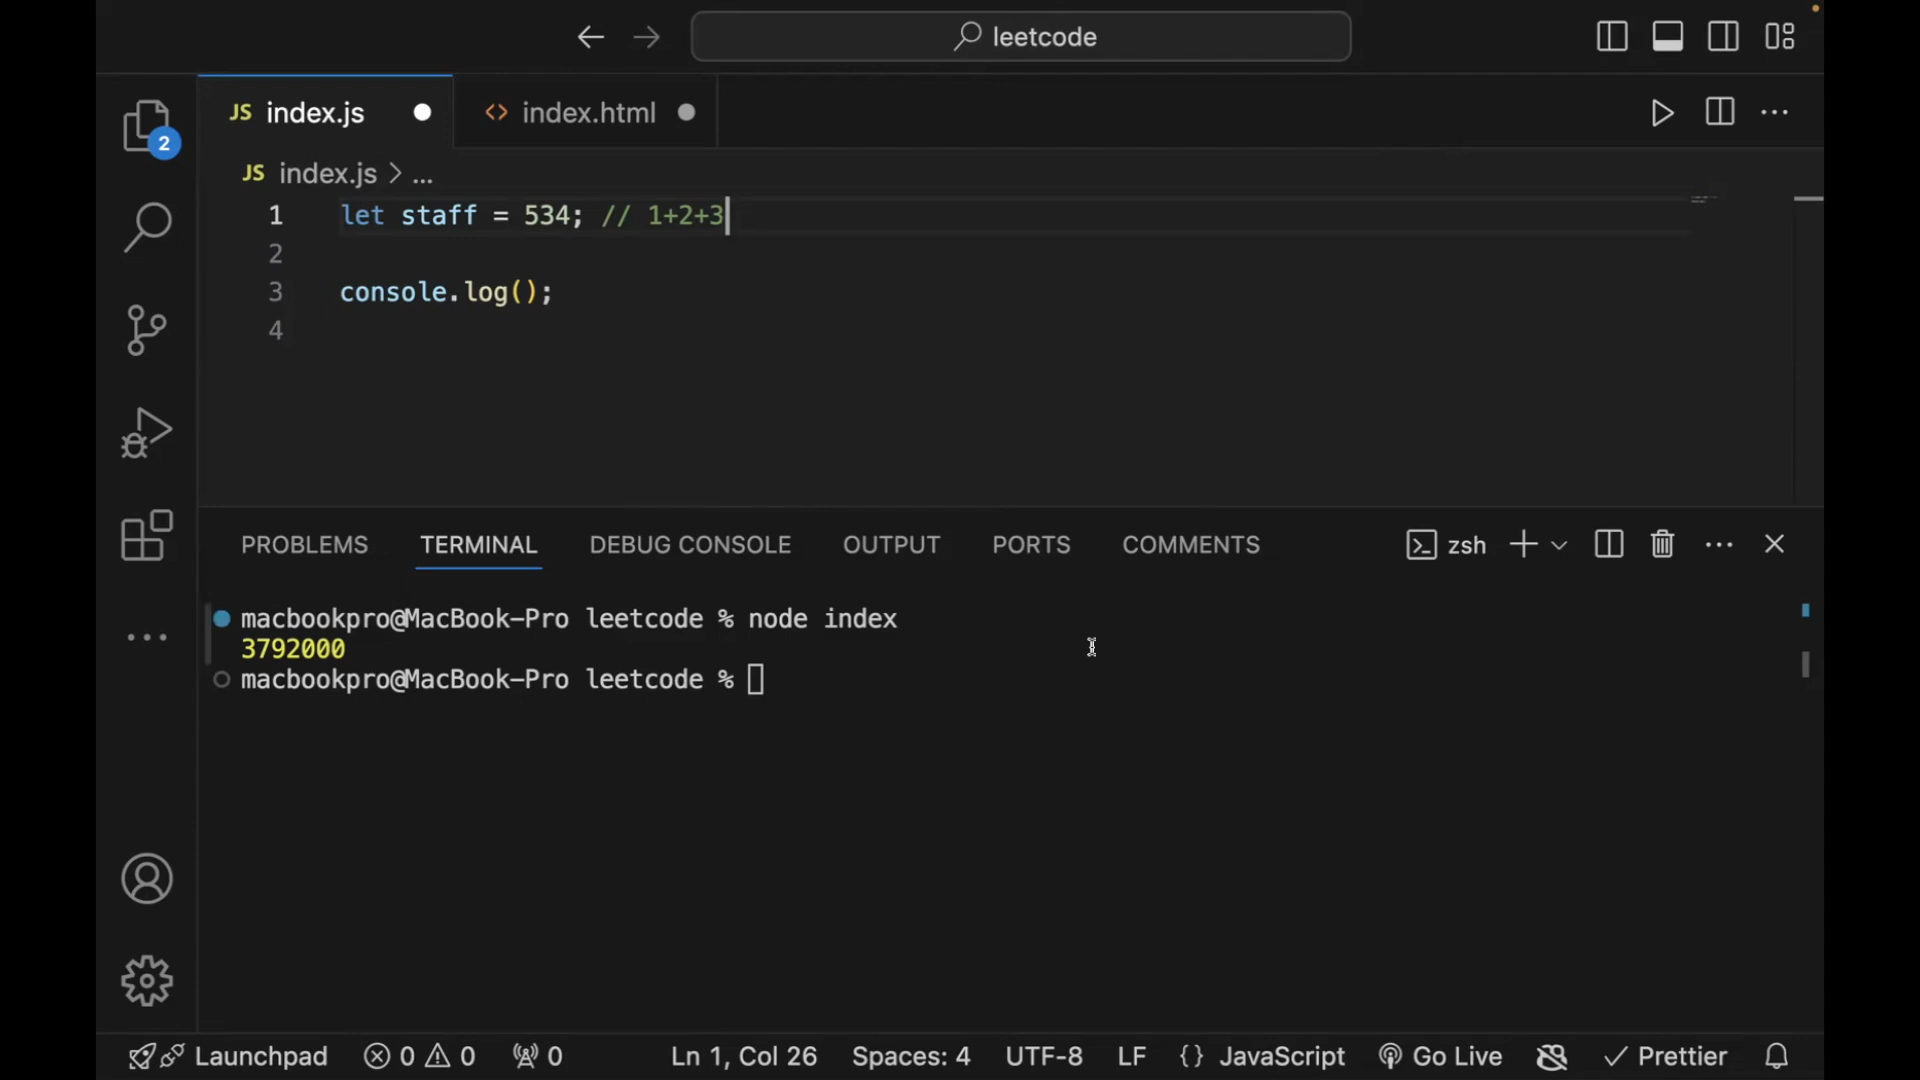 leetcode
JS index.js
<> index.html
2
JS index.js > ...
1 let staff = 534; // 1+2+3
2
3 console.log();
4
PROBLEMS TERMINAL DEBUG CONSOLE OUTPUT PORTS COMMENTS zsh
macbookpro@MacBook-Pro leetcode % node index
3792000
macbookpro@MacBook-Pro leetcode %
Launchpad 0 0 0 Ln 1, Col 26 Spaces: 4 UTF-8 LF {} JavaScript Go Live Prettier